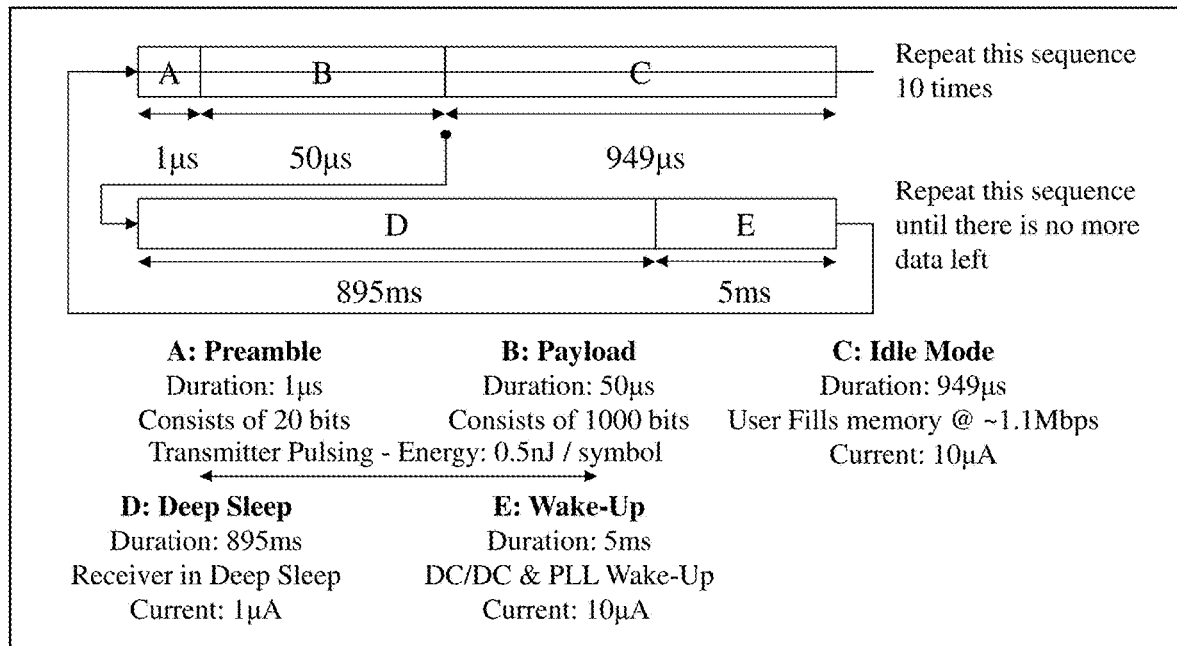 A B C
Repeat this sequence
10 times
1μs 50μs 949μs
Repeat this sequence
until there is no more
data left
D E
895ms 5ms
A: Preamble
Duration: 1μs
Consists of 20 bits
B: Payload
Duration: 50μs
Consists of 1000 bits
Transmitter Pulsing - Energy: 0.5nJ / symbol
C: Idle Mode
Duration: 949μs
User Fills memory @ ~1.1Mbps
Current: 10μA
D: Deep Sleep
Duration: 895ms
Receiver in Deep Sleep
Current: 1μA
E: Wake-Up
Duration: 5ms
DC/DC & PLL Wake-Up
Current: 10μA